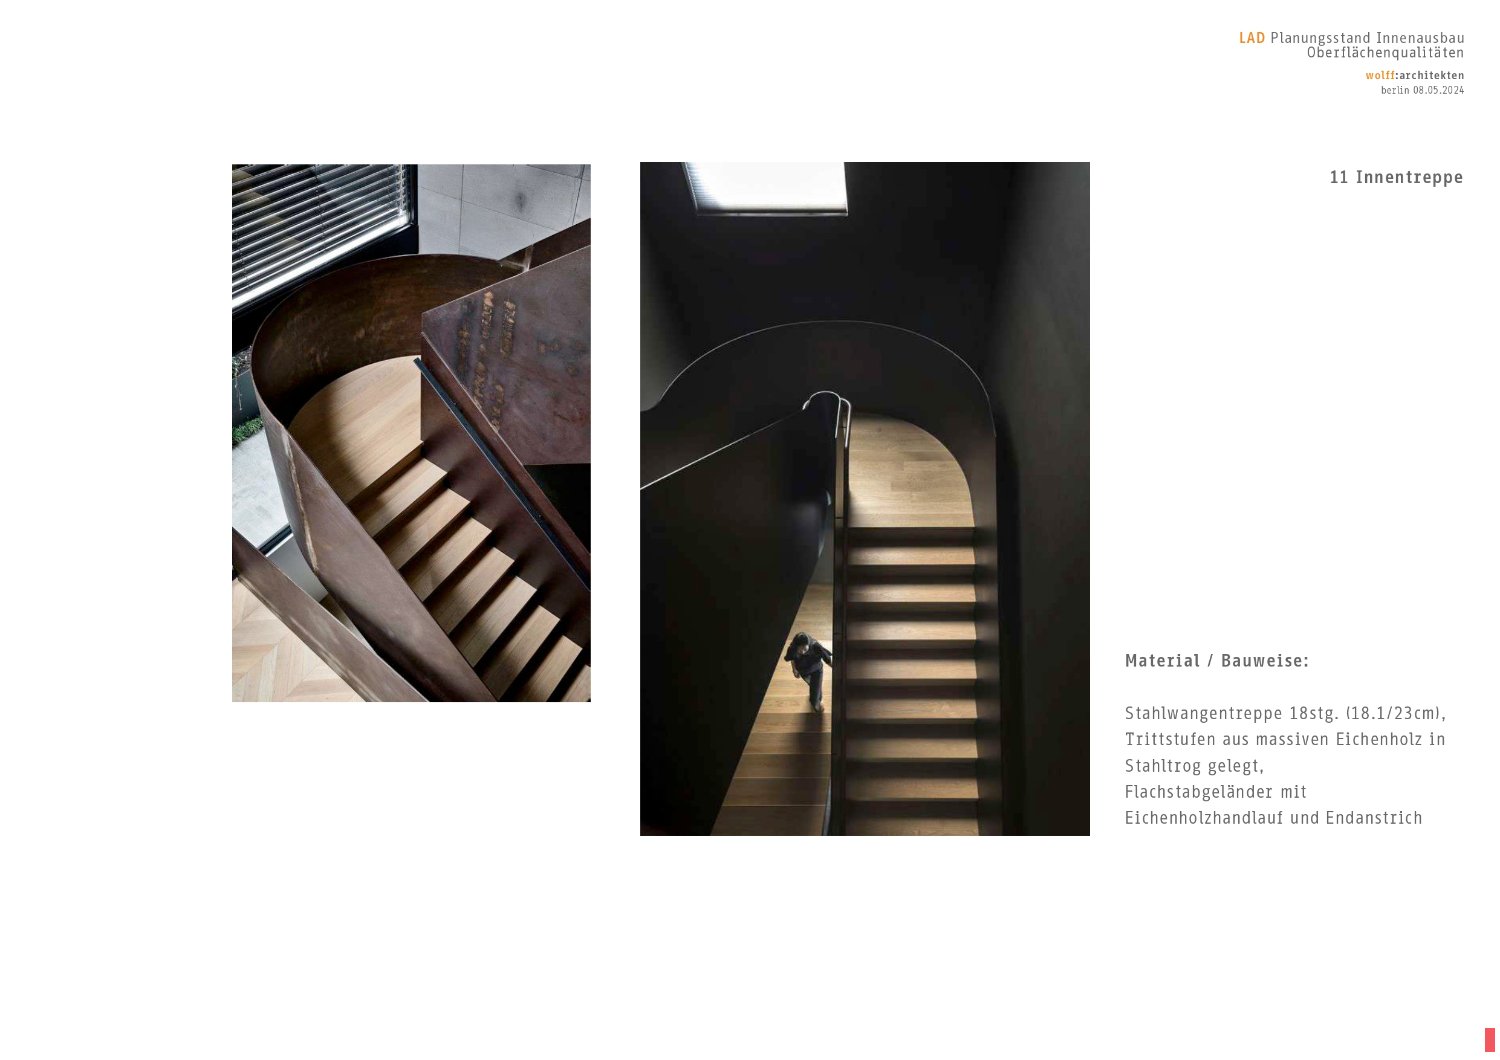 LAD Planungsstand Innenausbau
Oberflächenqualitäten
wolff:architekten
berlin 08.05.2024
11 Innentreppe
Material / Bauweise:
Stahlwangentreppe 18stg. (18.1/23cm),
Trittstufen aus massiven Eichenholz in
Stahltrog gelegt,
Flachstabgeländer mit
Eichenholzhandlauf und Endanstrich